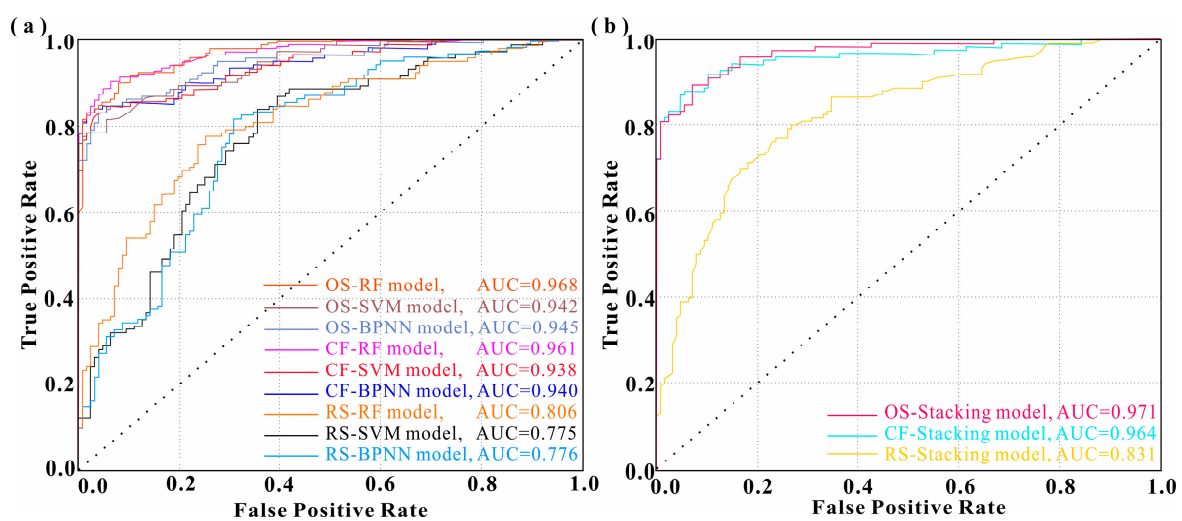 ( a )
1.0
0.8
0.6
0.4
0.2
0.0
True Positive Rate
OS-RF model, AUC=0.968
OS-SVM model, AUC=0.942
OS-BPNN model, AUC=0.945
CF-RF model, AUC=0.961
CF-SVM model, AUC=0.938
CF-BPNN model, AUC=0.940
RS-RF model, AUC=0.806
RS-SVM model, AUC=0.775
RS-BPNN model, AUC=0.776
0.0 0.2 0.4 0.6 0.8 1.0
False Positive Rate
( b )
1.0
0.8
0.6
0.4
0.2
0.0
True Positive Rate
OS-Stacking model, AUC=0.971
CF-Stacking model, AUC=0.964
RS-Stacking model, AUC=0.831
0.0 0.2 0.4 0.6 0.8 1.0
False Positive Rate